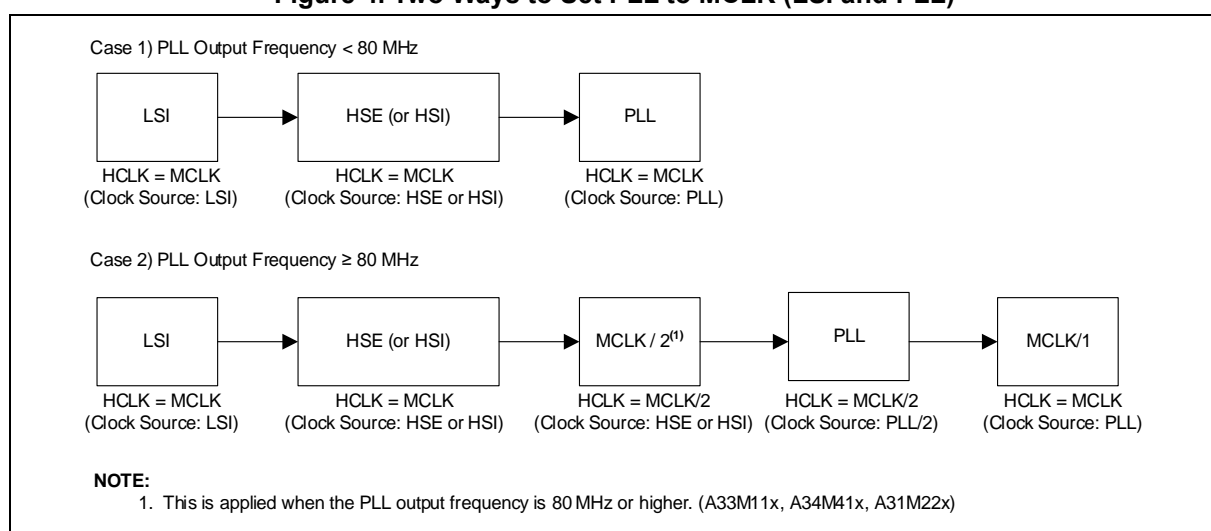 Figure 4. Two Ways to Set PLL to MCLK (LSI and PLL)
Case 1) PLL Output Frequency < 80 MHz
LSI
HSE (or HSI)
PLL
HCLK = MCLK
(Clock Source: LSI)
HCLK = MCLK
(Clock Source: HSE or HSI)
HCLK = MCLK
(Clock Source: PLL)
Case 2) PLL Output Frequency ≥ 80 MHz
LSI
HSE (or HSI)
MCLK / 2(1)
PLL
MCLK/1
HCLK = MCLK
(Clock Source: LSI)
HCLK = MCLK
(Clock Source: HSE or HSI)
HCLK = MCLK/2
(Clock Source: HSE or HSI)
HCLK = MCLK/2
(Clock Source: PLL/2)
HCLK = MCLK
(Clock Source: PLL)
NOTE:
1. This is applied when the PLL output frequency is 80 MHz or higher. (A33M11x, A34M41x, A31M22x)